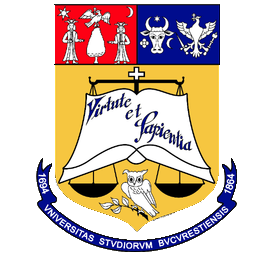 Virtute et
Sapientia
1694 VNIVERSITAS STVDIORVM BVCVRESTIENSIS 1864